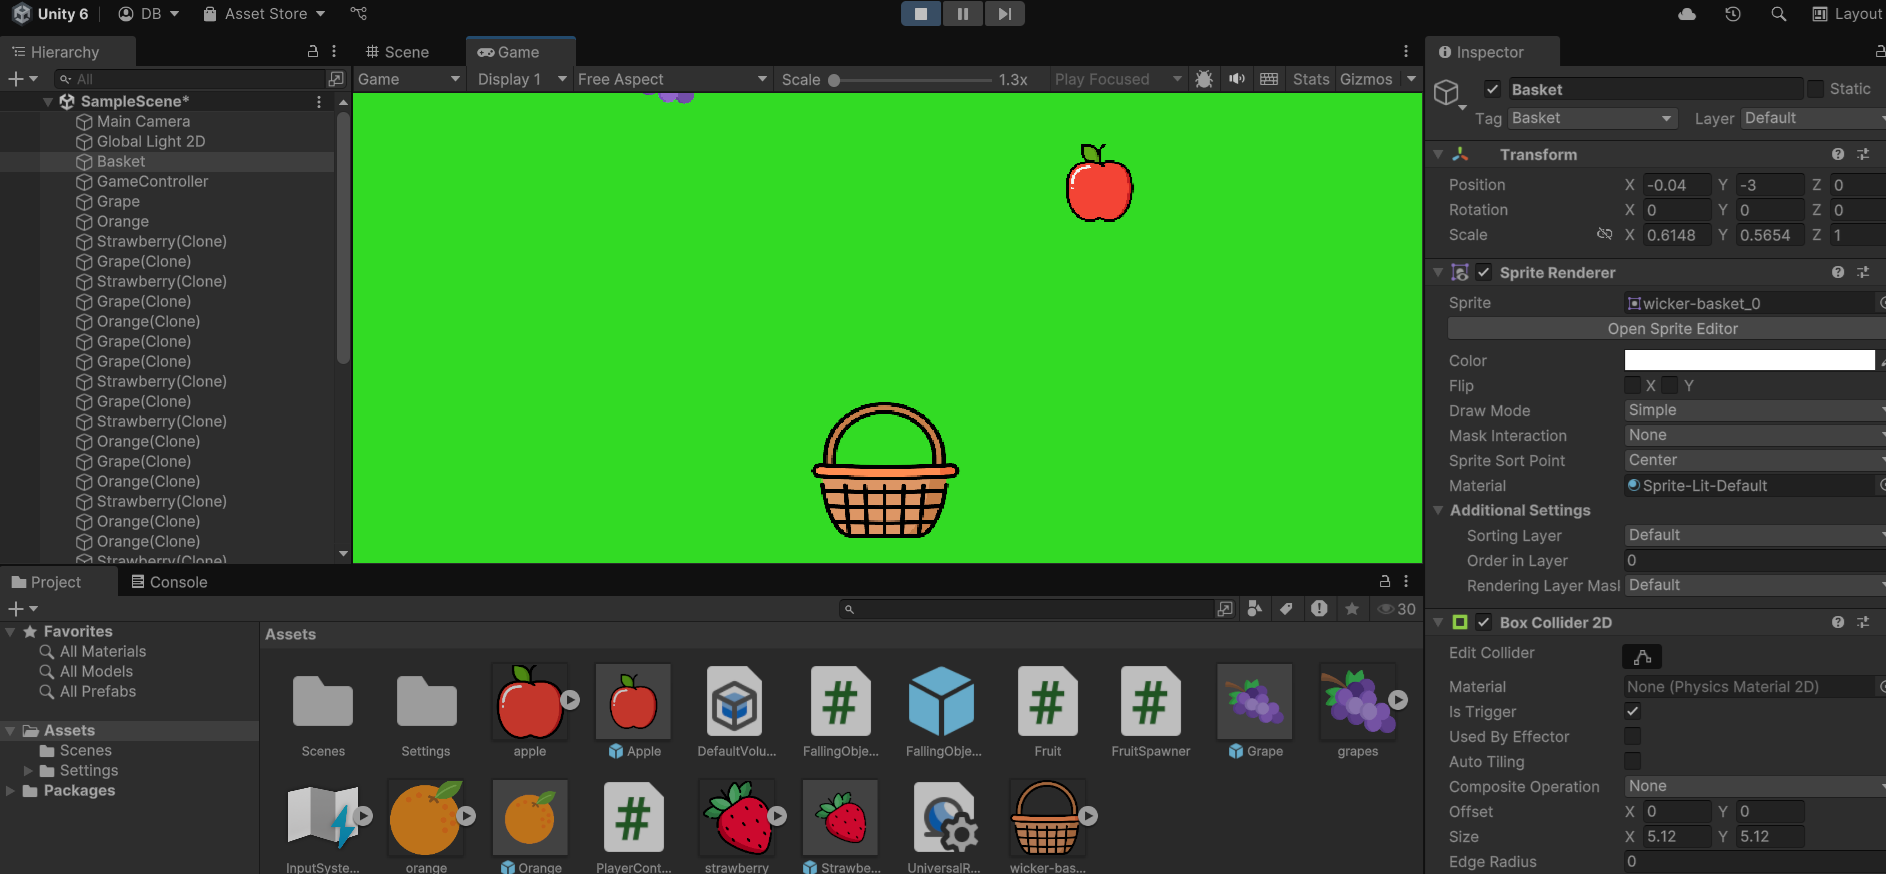 Unity 6
DB
Asset Store
Layout
Hierarchy
All
SampleScene*
Main Camera
Global Light 2D
Basket
GameController
Grape
Orange
Strawberry(Clone)
Grape(Clone)
Strawberry(Clone)
Grape(Clone)
Orange(Clone)
Grape(Clone)
Grape(Clone)
Strawberry(Clone)
Grape(Clone)
Strawberry(Clone)
Orange(Clone)
Grape(Clone)
Orange(Clone)
Strawberry(Clone)
Orange(Clone)
Orange(Clone)
Strawberry(Clone)
Scene
Game
Game
Display 1
Free Aspect
Scale
1.3x
Play Focused
Stats
Gizmos
Inspector
Basket
Static
Tag Basket
Layer Default
Transform
Position X -0.04 Y -3 Z 0
Rotation X 0 Y 0 Z 0
Scale X 0.6148 Y 0.5654 Z 1
Sprite Renderer
Sprite wicker-basket_0
Open Sprite Editor
Color
Flip X Y
Draw Mode Simple
Mask Interaction None
Sprite Sort Point Center
Material Sprite-Lit-Default
Additional Settings
Sorting Layer Default
Order in Layer 0
Rendering Layer Masl Default
Box Collider 2D
Edit Collider
Material None (Physics Material 2D)
Is Trigger
Used By Effector
Auto Tiling
Composite Operation None
Offset X 0 Y 0
Size X 5.12 Y 5.12
Edge Radius 0
Project
Console
30
Favorites
All Materials
All Models
All Prefabs
Assets
Scenes
Settings
Packages
Assets
Scenes
Settings
apple
Apple
DefaultVolu...
FallingObje...
FallingObje...
Fruit
FruitSpawner
Grape
grapes
InputSyste...
orange
Orange
PlayerCont...
strawberry
Strawbe...
UniversalR...
wicker-bas...